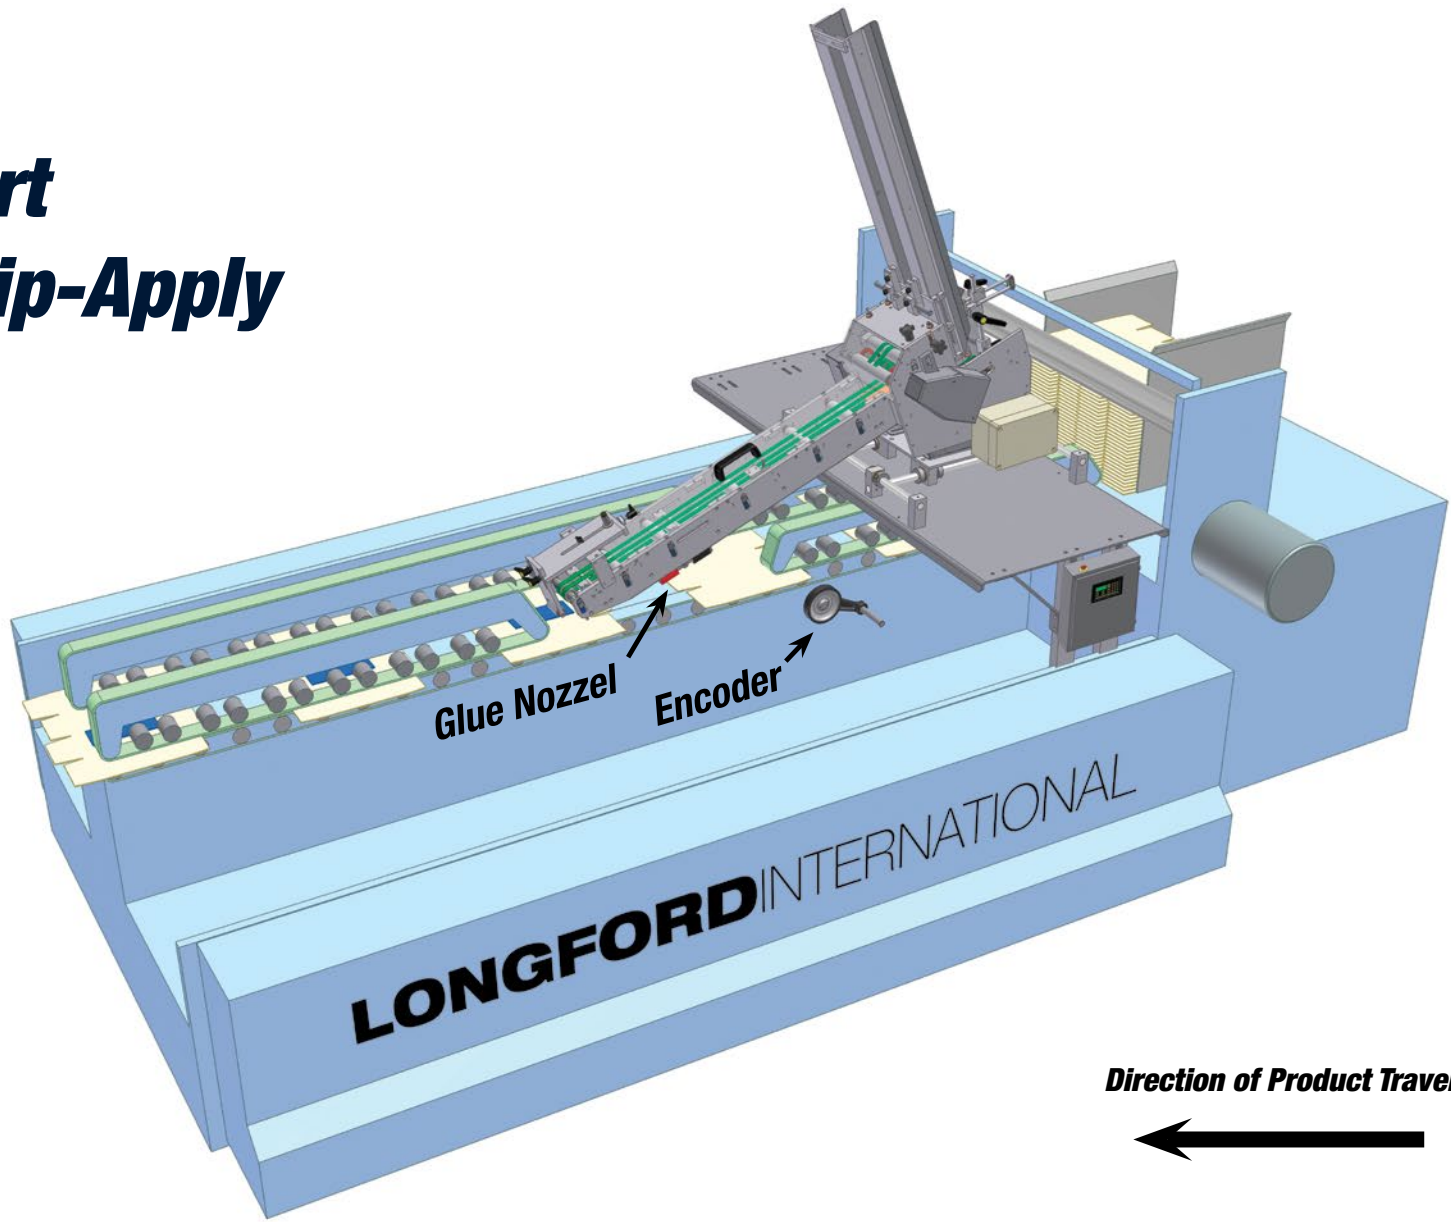 rt
ip-Apply
Glue Nozzel
Encoder
LONGFORDINTERNATIONAL
Direction of Product Travel